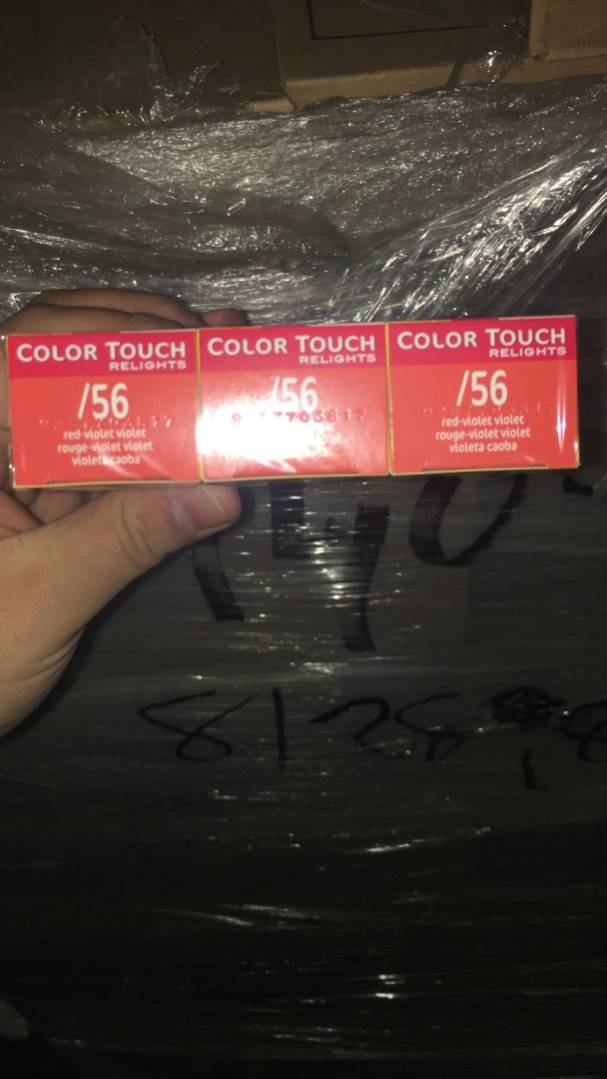 COLOR TOUCH
RELIGHTS
/56
red-violet violet
rouge-violet violet
violeta caoba
COLOR TOUCH
RELIGHTS
/56
COLOR TOUCH
RELIGHTS
/56
red-violet violet
rouge-violet violet
violeta caoba
8128